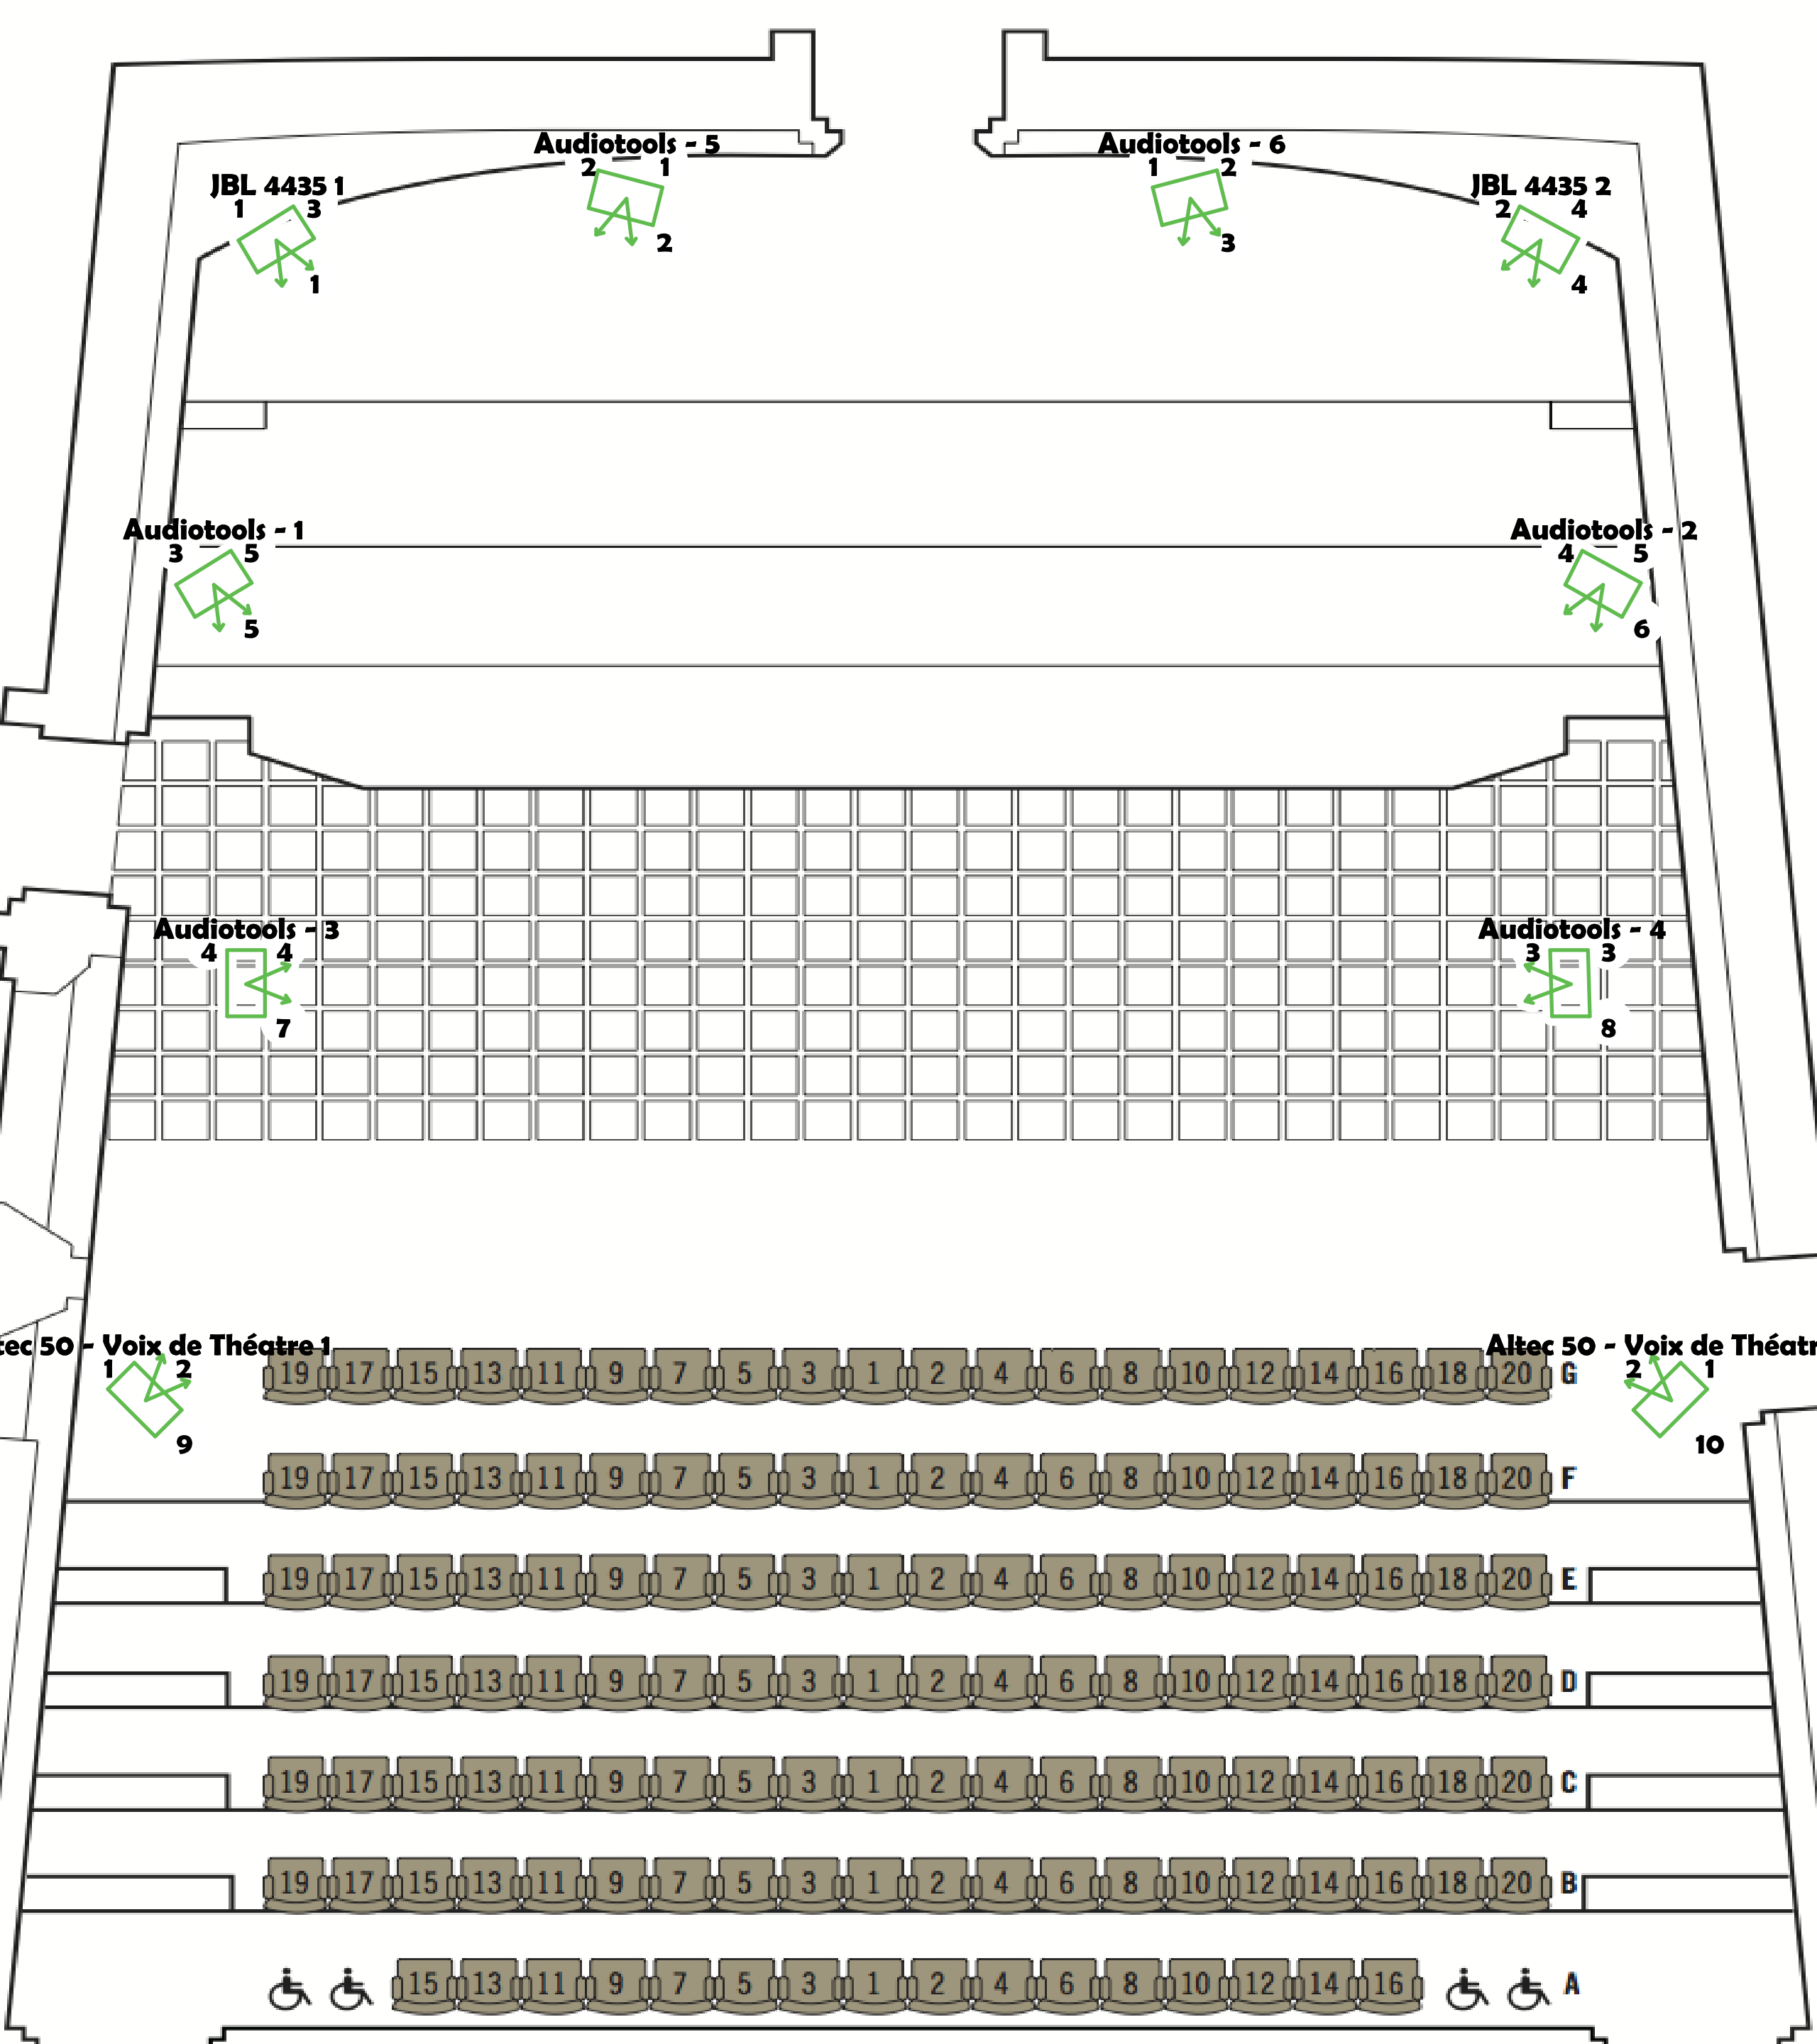 Audiotools - 5
Audiotools - 6
2 1
1 2
JBL 4435 1
JBL 4435 2
1 3
2 4
2
3
1
4
Audiotools - 1
Audiotools - 2
3 5
4 5
5
6
Audiotools - 3
Audiotools - 4
4 4
3 3
7
8
tec 50 - Voix de Théatre 1
Altec 50 - Voix de Théatr
1 2
2 1
19 17 15 13 11 9 7 5 3 1 2 4 6 8 10 12 14 16 18 20 G
9
10
19 17 15 13 11 9 7 5 3 1 2 4 6 8 10 12 14 16 18 20 F
19 17 15 13 11 9 7 5 3 1 2 4 6 8 10 12 14 16 18 20 E
19 17 15 13 11 9 7 5 3 1 2 4 6 8 10 12 14 16 18 20 D
19 17 15 13 11 9 7 5 3 1 2 4 6 8 10 12 14 16 18 20 C
19 17 15 13 11 9 7 5 3 1 2 4 6 8 10 12 14 16 18 20 B
15 13 11 9 7 5 3 1 2 4 6 8 10 12 14 16 A